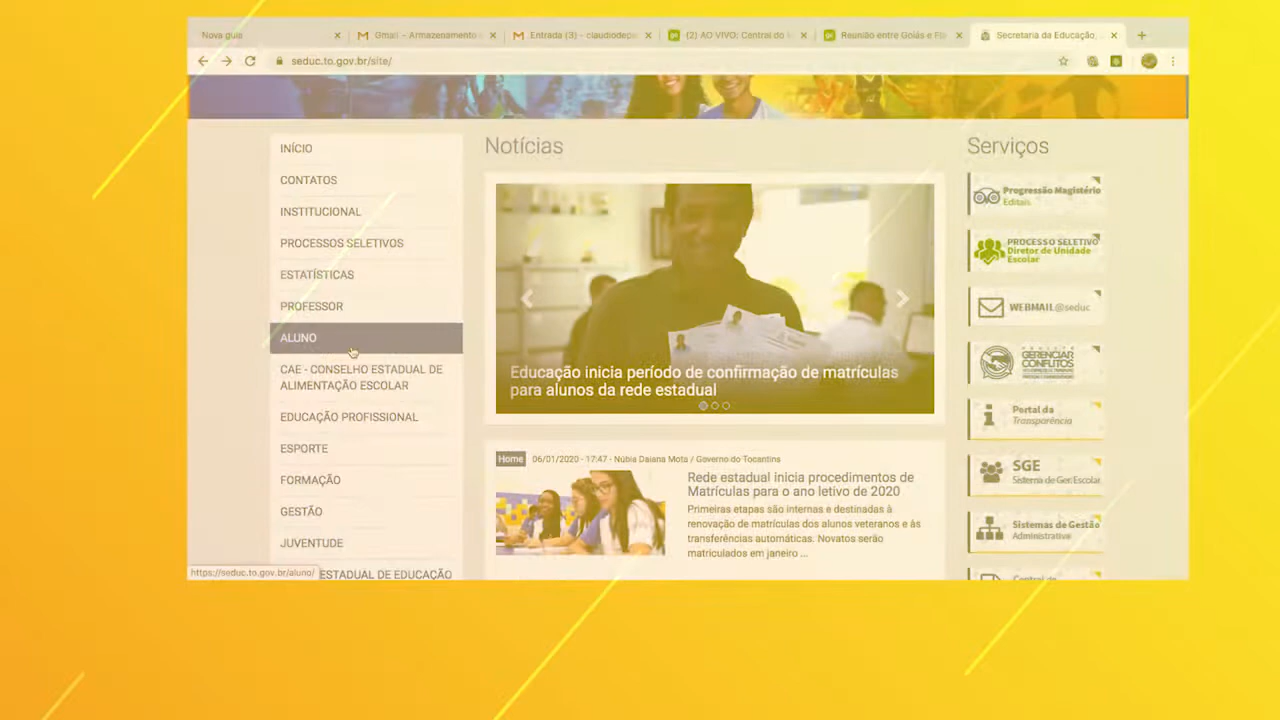 Nova guia
Gmail - Armazenamento
Entrada (3) - claudiodepa
(2) AO VIVO: Central do
Reunião entre Goiás e
Secretaria da Educação,
seduc.to.gov.br/site/
INÍCIO
CONTATOS
INSTITUCIONAL
PROCESSOS SELETIVOS
ESTATÍSTICAS
PROFESSOR
ALUNO
CAE - CONSELHO ESTADUAL DE
ALIMENTAÇÃO ESCOLAR
EDUCAÇÃO PROFISSIONAL
ESPORTE
FORMAÇÃO
GESTÃO
JUVENTUDE
ESTADUAL DE EDUCAÇÃO
https://seduc.to.gov.br/aluno/
Notícias
Educação inicia período de confirmação de matrículas
para alunos da rede estadual
Home 06/01/2020 - 17:47 - Núbia Daiana Mota / Governo do Tocantins
Rede estadual inicia procedimentos de
Matrículas para o ano letivo de 2020
Primeiras etapas são internas e destinadas à
renovação de matrículas dos alunos veteranos e às
transferências automáticas. Novatos serão
matriculados em janeiro ...
Serviços
Progressão Magistério
Editais
PROCESSO SELETIVO
Diretor de Unidade
Escolar
WEBMAIL@seduc
PROJETO
GERENCIAR
CONFLITOS
Portal da
Transparência
SGE
Sistema de Ger. Escolar
Sistemas de Gestão
Administrativa